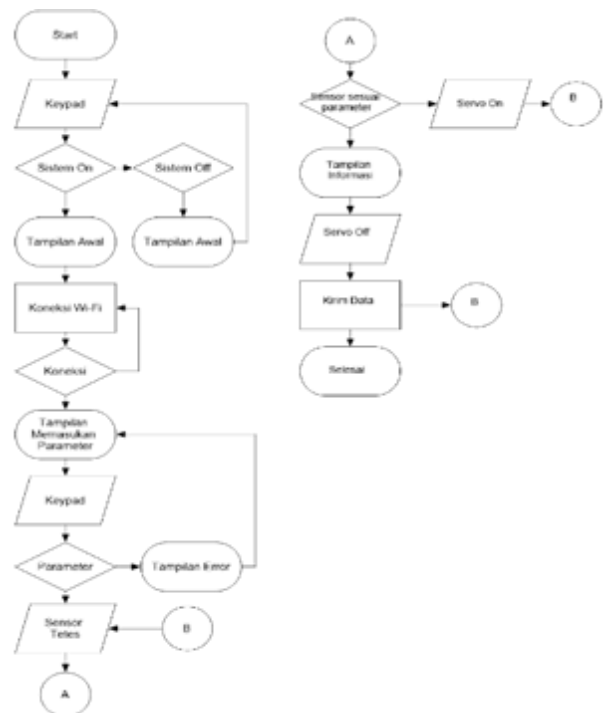 Start
Keypad
Sistem On
Sistem Off
Tampilan Awal
Tampilan Awal
Koneksi Wi-Fi
Koneksi
Tampilan
Memasukan
Parameter
Keypad
Parameter
Tampilan Error
Sensor
Tetes
B
A
A
Sensor sesuai
parameter
Servo On
B
Tampilan
Informasi
Servo Off
Kirim Data
B
Selesai